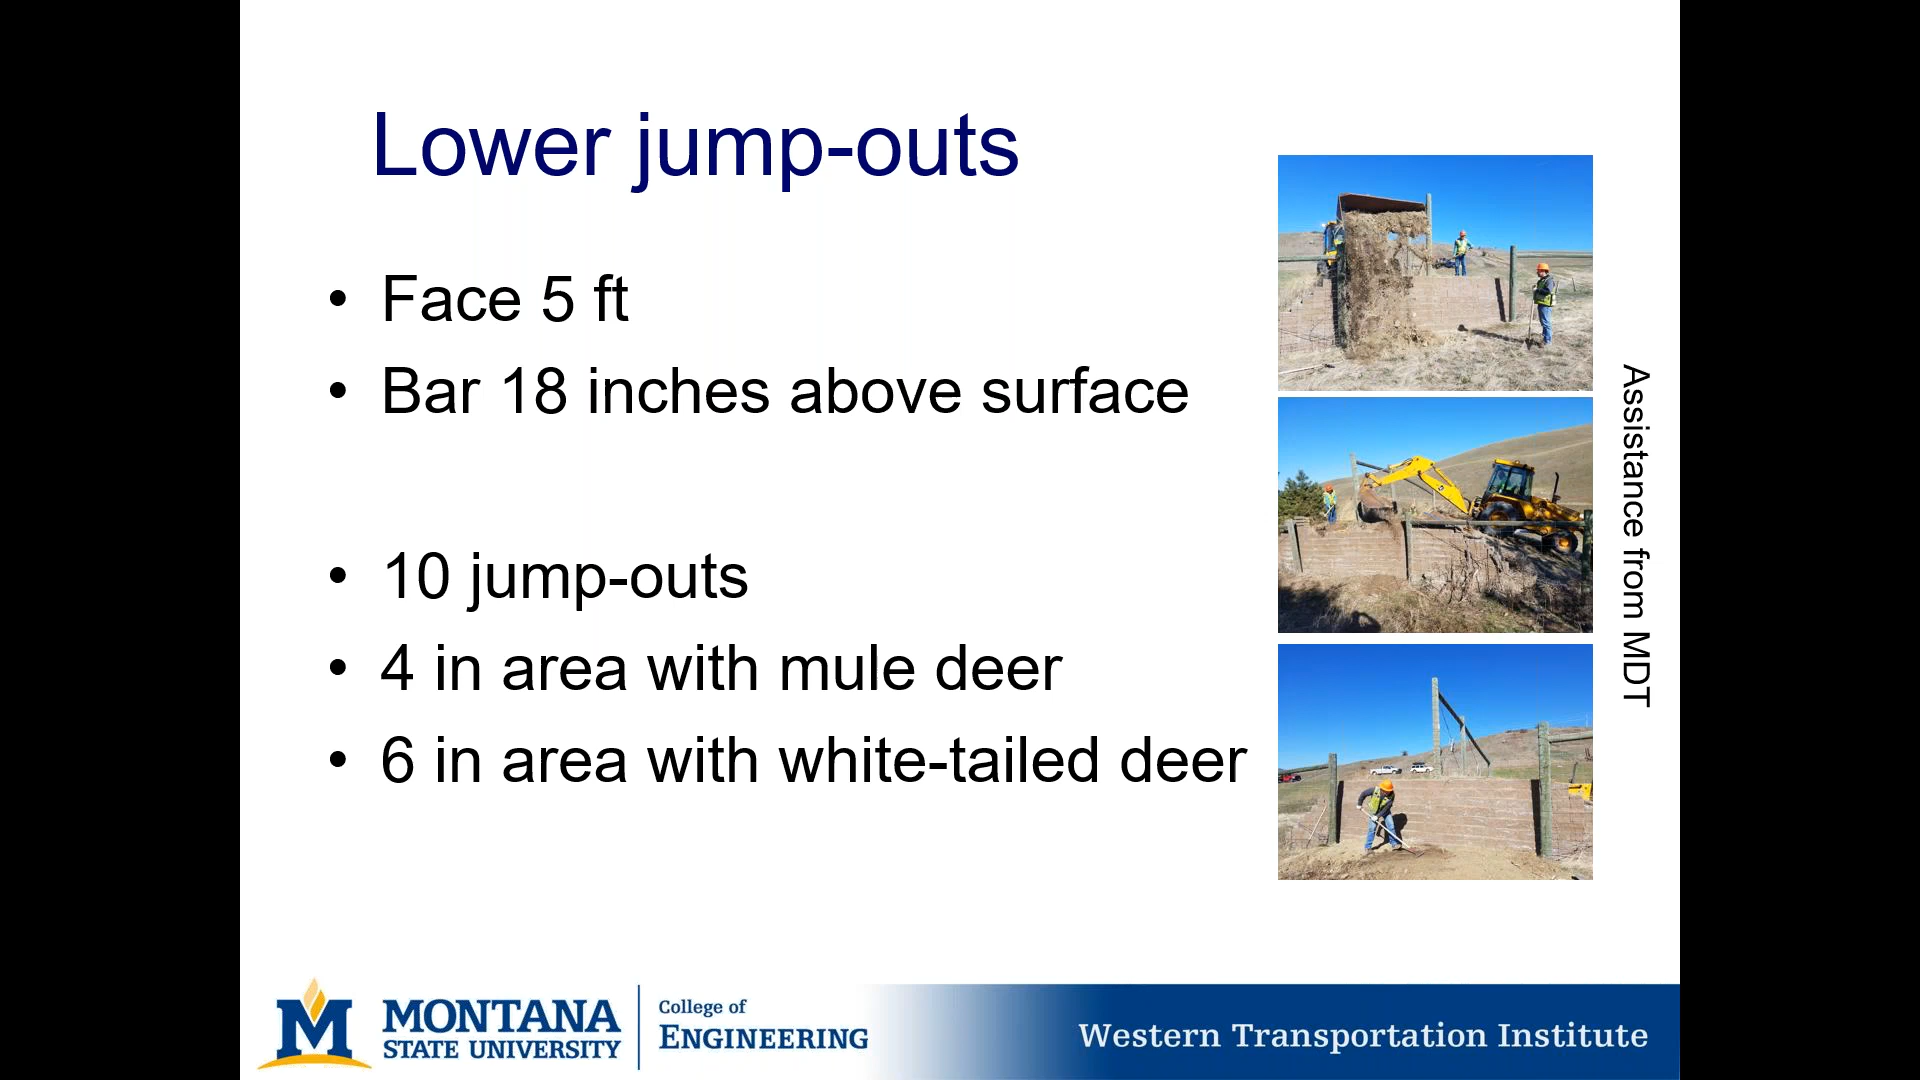 Lower jump-outs
• Face 5 ft
• Bar 18 inches above surface
• 10 jump-outs
• 4 in area with mule deer
• 6 in area with white-tailed deer
Assistance from MDT
M
MONTANA
STATE UNIVERSITY
College of
ENGINEERING
Western Transportation Institute